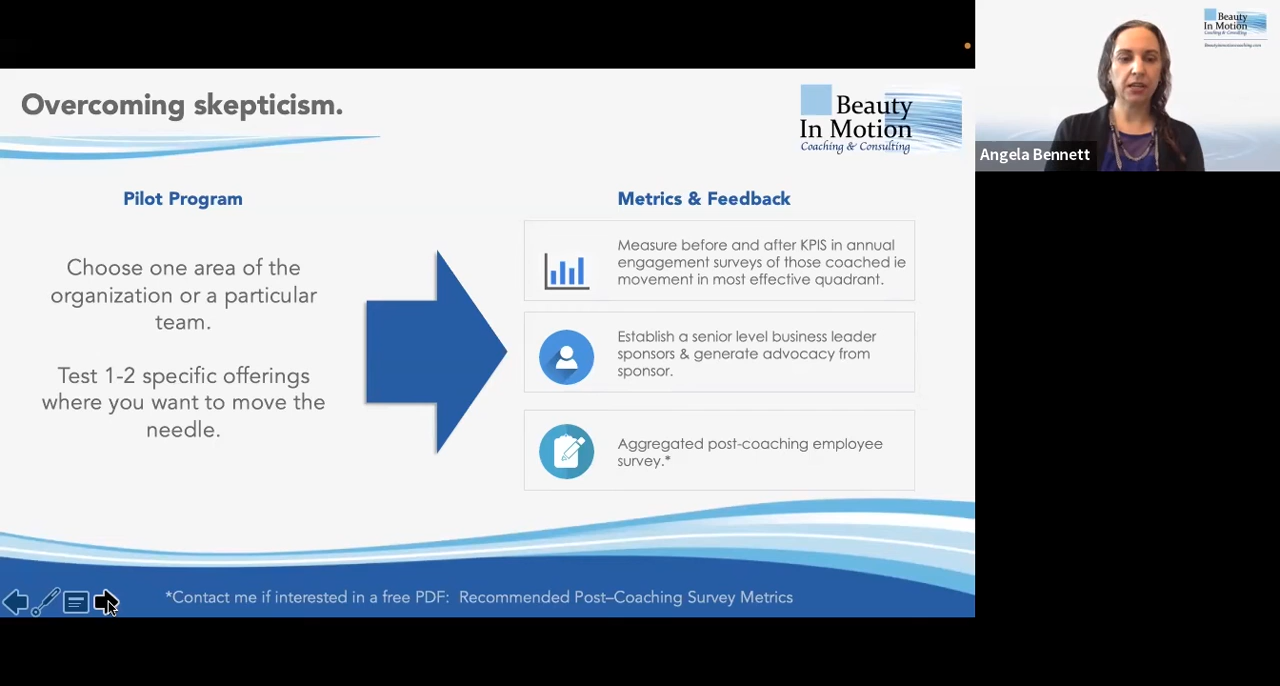 Overcoming skepticism.
Beauty
In Motion
Coaching & Consulting
Pilot Program
Choose one area of the
organization or a particular
team.
Test 1-2 specific offerings
where you want to move the
needle.
Metrics & Feedback
Measure before and after KPIS in annual
engagement surveys of those coached ie
movement in most effective quadrant.
Establish a senior level business leader
sponsors & generate advocacy from
sponsor.
Aggregated post-coaching employee
survey.*
*Contact me if interested in a free PDF:  Recommended Post–Coaching Survey Metrics
Beauty
In Motion
Coaching & Consulting
Angela Bennett